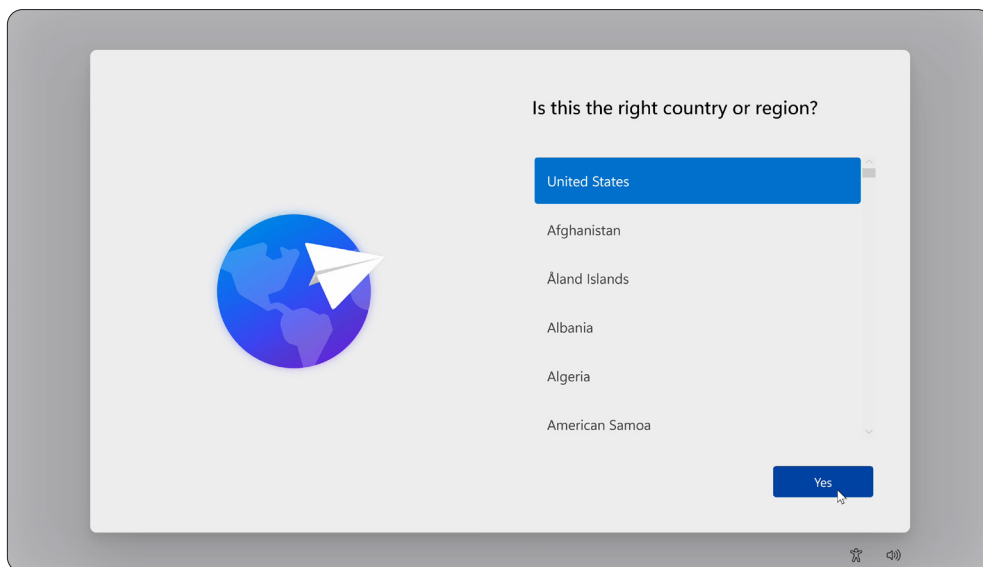 Is this the right country or region?
United States
Afghanistan
Åland Islands
Albania
Algeria
American Samoa
Yes